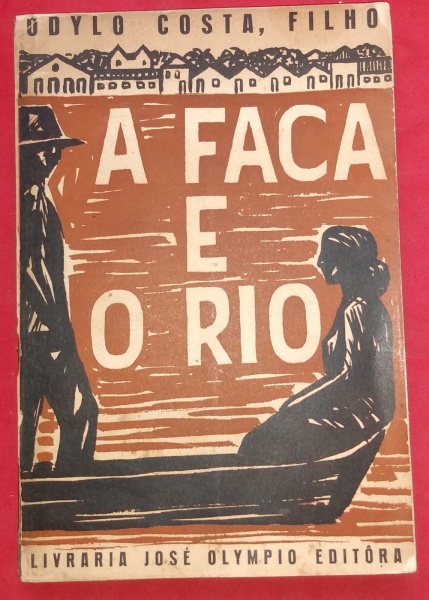 ODYLO COSTA, FILHO
A FACA
E
O RIO
LIVRARIA JOSÉ OLYMPIO EDITÔRA